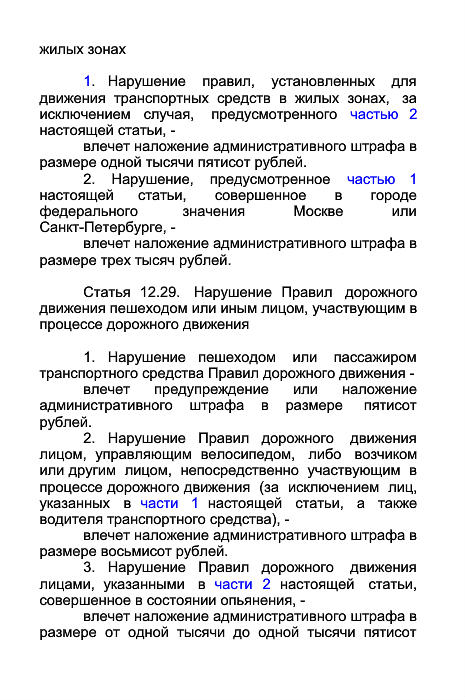 жилых зонах
1. Нарушение правил, установленных для
движения транспортных средств в жилых зонах, за
исключением случая, предусмотренного частью 2
настоящей статьи, -
влечет наложение административного штрафа в
размере одной тысячи пятисот рублей.
2. Нарушение, предусмотренное частью 1
настоящей статьи, совершенное в городе
федерального значения Москве или
Санкт-Петербурге, -
влечет наложение административного штрафа в
размере трех тысяч рублей.
Статья 12.29. Нарушение Правил дорожного
движения пешеходом или иным лицом, участвующим в
процессе дорожного движения
1. Нарушение пешеходом или пассажиром
транспортного средства Правил дорожного движения -
влечет предупреждение или наложение
административного штрафа в размере пятисот
рублей.
2. Нарушение Правил дорожного движения
лицом, управляющим велосипедом, либо возчиком
или другим лицом, непосредственно участвующим в
процессе дорожного движения (за исключением лиц,
указанных в части 1 настоящей статьи, а также
водителя транспортного средства), -
влечет наложение административного штрафа в
размере восьмисот рублей.
3. Нарушение Правил дорожного движения
лицами, указанными в части 2 настоящей статьи,
совершенное в состоянии опьянения, -
влечет наложение административного штрафа в
размере от одной тысячи до одной тысячи пятисот